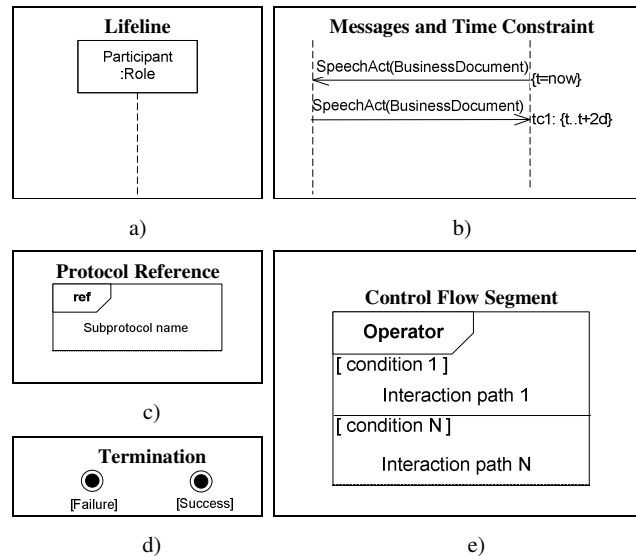 Lifeline
Participant
:Role
a)
Messages and Time Constraint
SpeechAct(BusinessDocument)
{t=now}
SpeechAct(BusinessDocument)
tc1: {t..t+2d}
b)
Protocol Reference
ref
Subprotocol name
c)
Termination
[Failure] [Success]
d)
Control Flow Segment
Operator
[ condition 1 ]
Interaction path 1
[ condition N ]
Interaction path N
e)